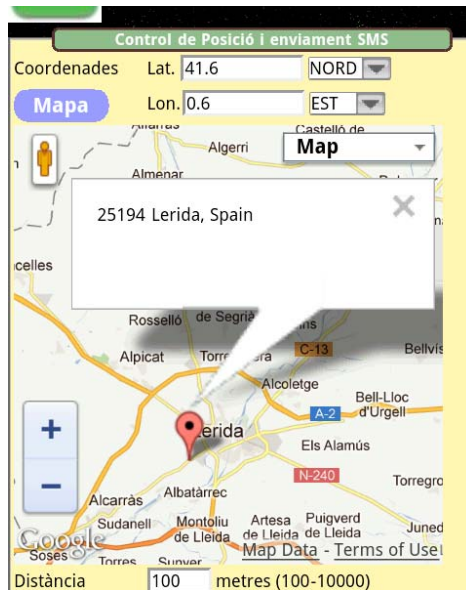 Control de Posició i enviament SMS
Coordenades Lat. 41.6 NORD
Mapa Lon. 0.6 EST
Castelló de
Algerri Map
Almenar
25194 Lerida, Spain
Rosselló de Segrià
Alpicat C-13 Bellvís
Alcoletge
Bell-Lloc
A-2 d'Urgell
+ Lerida
Els Alamús
− N-240
Albatàrrec Torregro
Alcarràs
Sudanell Montoliu Artesa Puigverd Juned
Google de Lleida de Lleida de Lleida
Soses Torres Sunyer Map Data - Terms of Use
Distància 100 metres (100-10000)